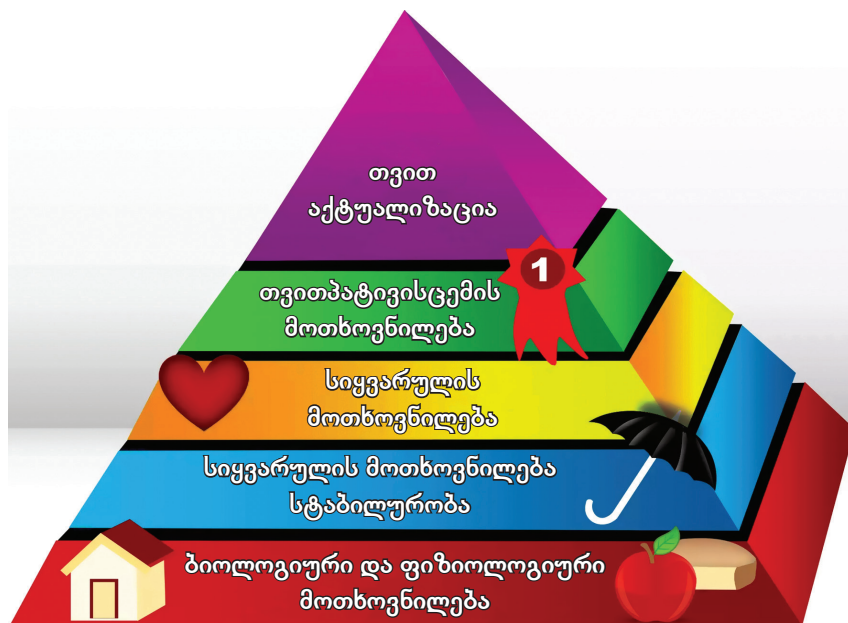 თვით
აქტუალიზაცია
1
თვითპატივისცემის
მოთხოვნილება
სიყვარულის
მოთხოვნილება
სიყვარულის მოთხოვნილება
სტაბილურობა
ბიოლოგიური და ფიზიოლოგიური
მოთხოვნილება